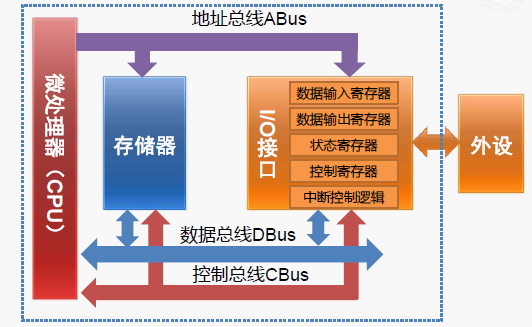 地址总线ABus
微处理器（CPU）
存储器
I/O接口
数据输入寄存器
数据输出寄存器
状态寄存器
控制寄存器
中断控制逻辑
外设
数据总线DBus
控制总线CBus